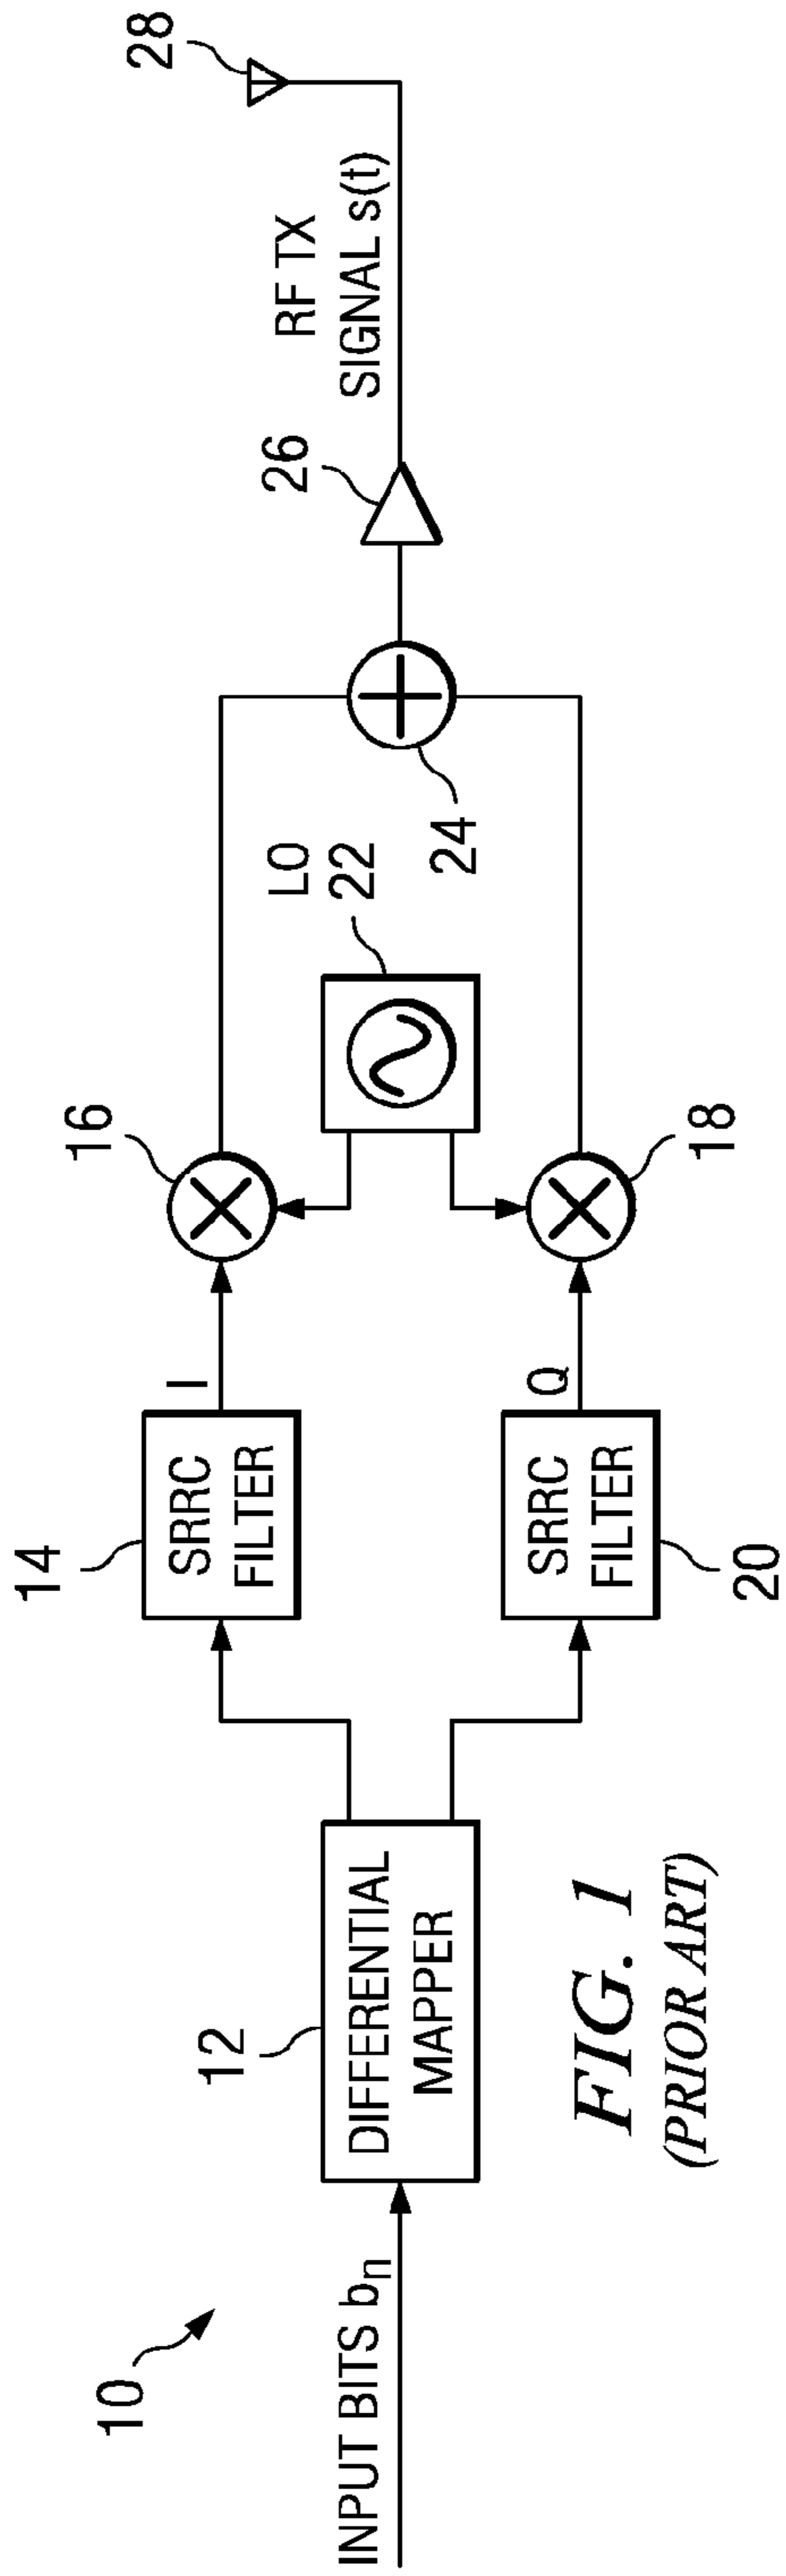 10
INPUT BITS bn
12
DIFFERENTIAL
MAPPER
14
SRRC
FILTER
I
16
LO
22
SRRC
FILTER
20
Q
18
24
26
RF TX
SIGNAL s(t)
28
FIG. 1
(PRIOR ART)